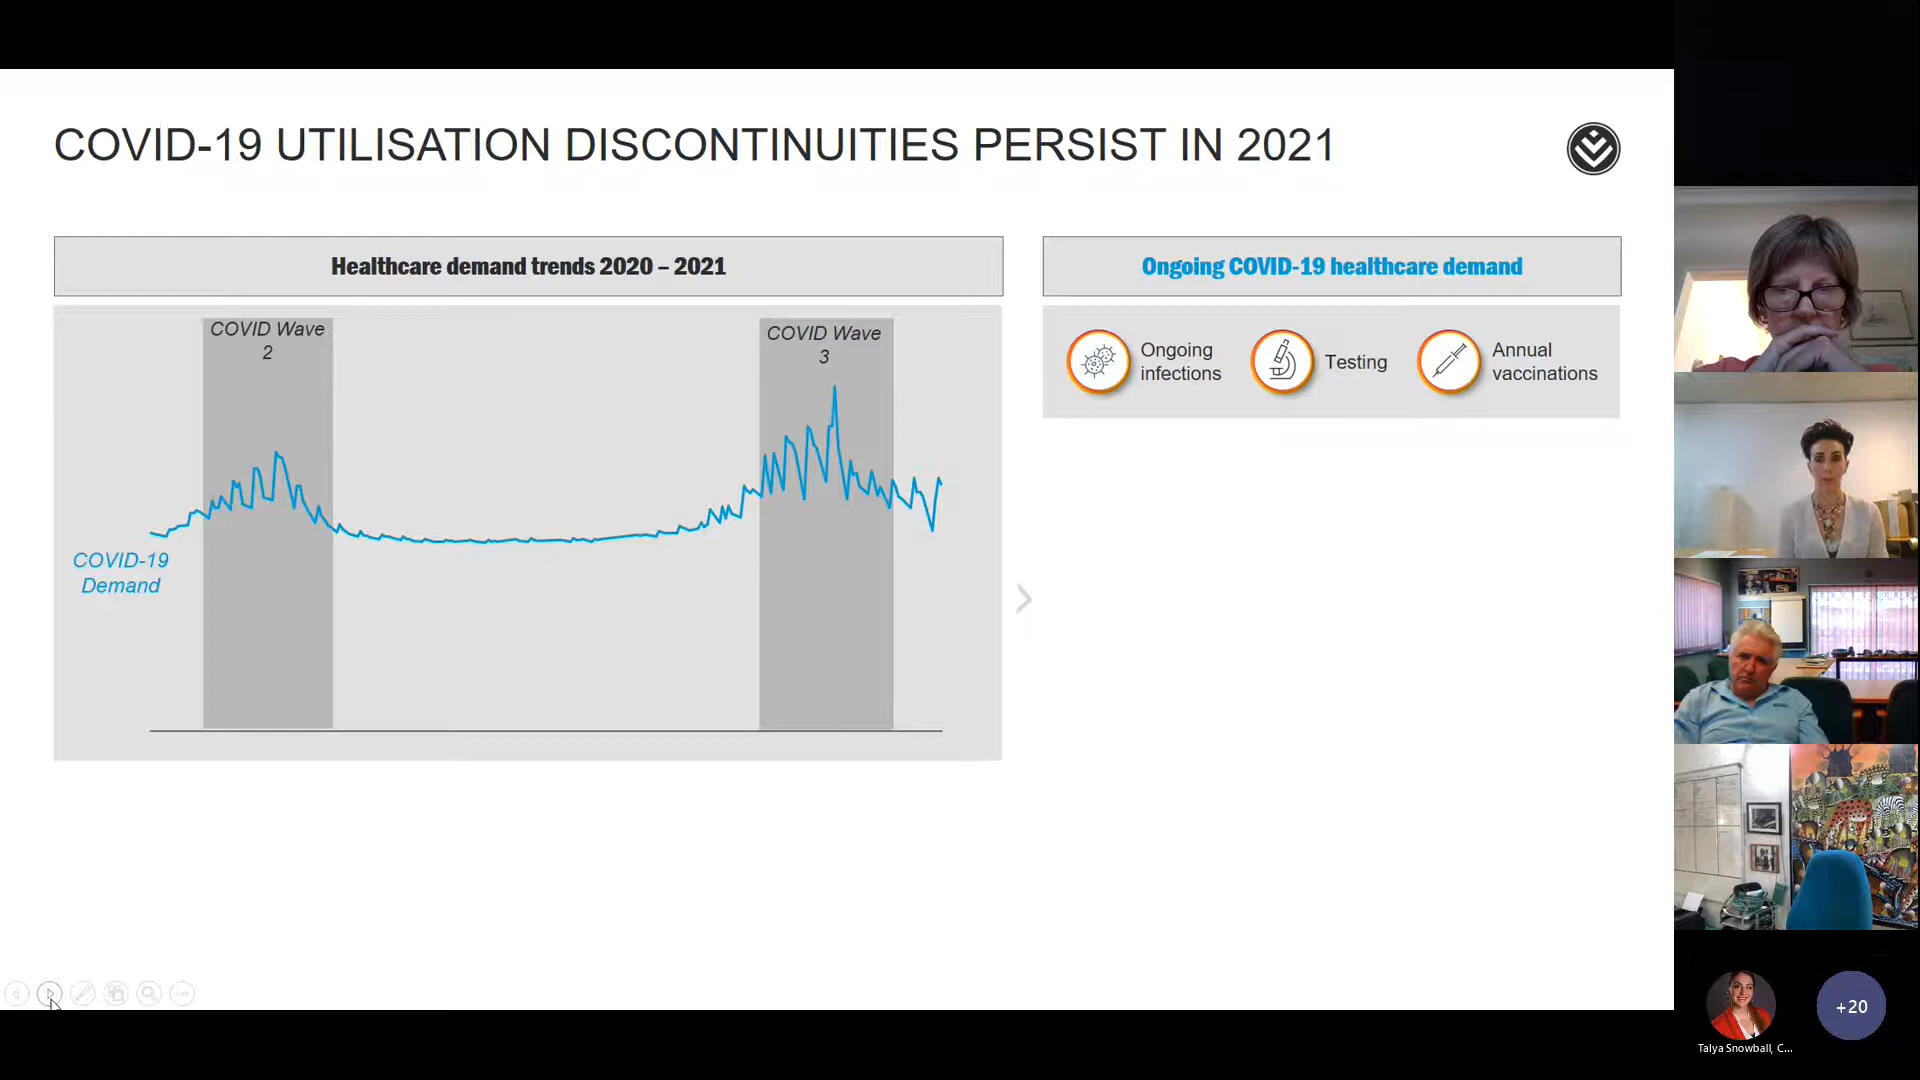 COVID-19 UTILISATION DISCONTINUITIES PERSIST IN 2021
Healthcare demand trends 2020 – 2021
COVID Wave
2
COVID Wave
3
COVID-19
Demand
Ongoing COVID-19 healthcare demand
Ongoing
infections
Testing
Annual
vaccinations
+20
Talya Snowball, C...